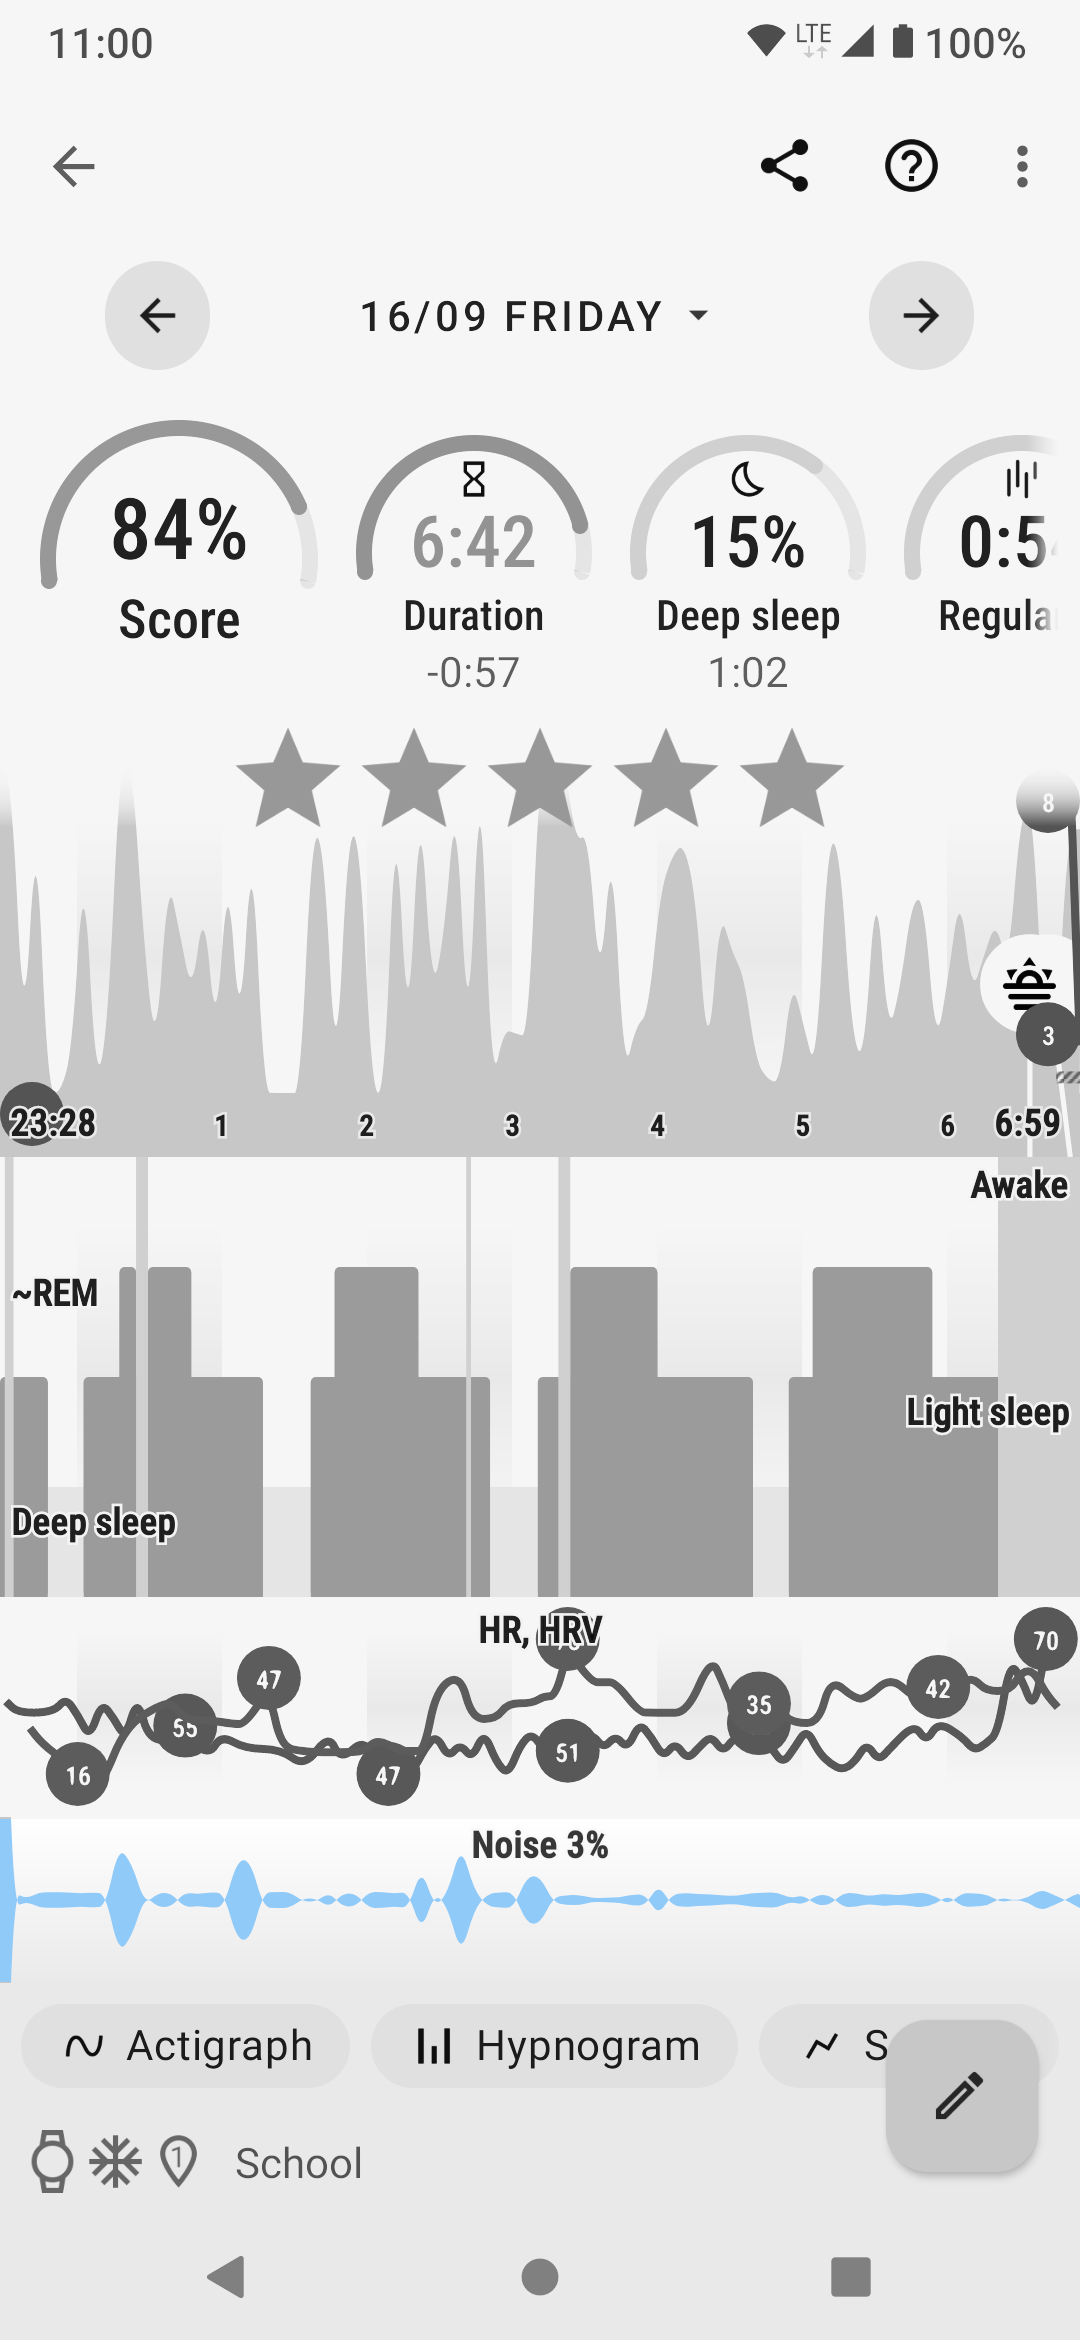 11:00 LTE 100%
16/09 FRIDAY
84% 6:42 15%
Score Duration Deep sleep
-0:57 1:02
8
3
23:28 1 2 3 4 5 6 6:59
Awake
~REM
Light sleep
Deep sleep
HR, HRV
70
47
42
35
55
51
16 47
Noise 3%
Actigraph Hypnogram S
1 School